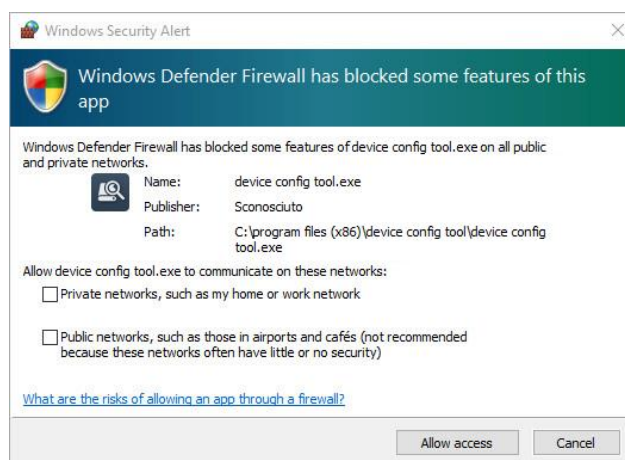 Windows Security Alert
Windows Defender Firewall has blocked some features of this
app
Windows Defender Firewall has blocked some features of device config tool.exe on all public
and private networks.
Name: device config tool.exe
Publisher: Sconosciuto
Path: C:\program files (x86)\device config tool\device config
tool.exe
Allow device config tool.exe to communicate on these networks:
Private networks, such as my home or work network
Public networks, such as those in airports and cafés (not recommended
because these networks often have little or no security)
What are the risks of allowing an app through a firewall?
Allow access Cancel